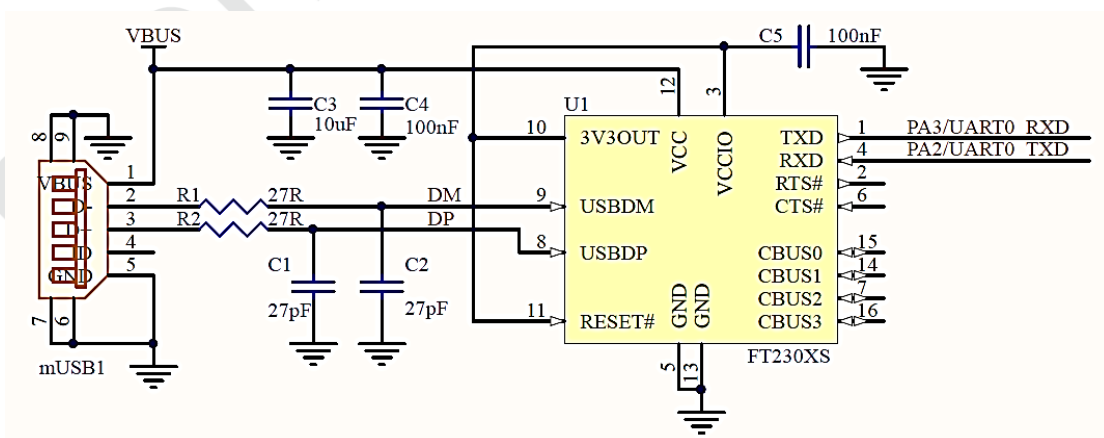 VBUS
C5
100nF
C3
10uF
C4
100nF
12
3
U1
8
9
10
3V3OUT
VCC
VCCIO
TXD
1
PA3/UART0_RXD
RXD
4
PA2/UART0_TXD
VBUS
1
RTS#
2
D-
2
R1
27R
DM
9
USBDM
CTS#
6
D+
3
R2
27R
DP
8
USBDP
ID
4
CBUS0
15
GND
5
C1
27pF
C2
27pF
CBUS1
14
CBUS2
7
11
RESET#
GND
GND
CBUS3
16
7
6
mUSB1
5
13
FT230XS